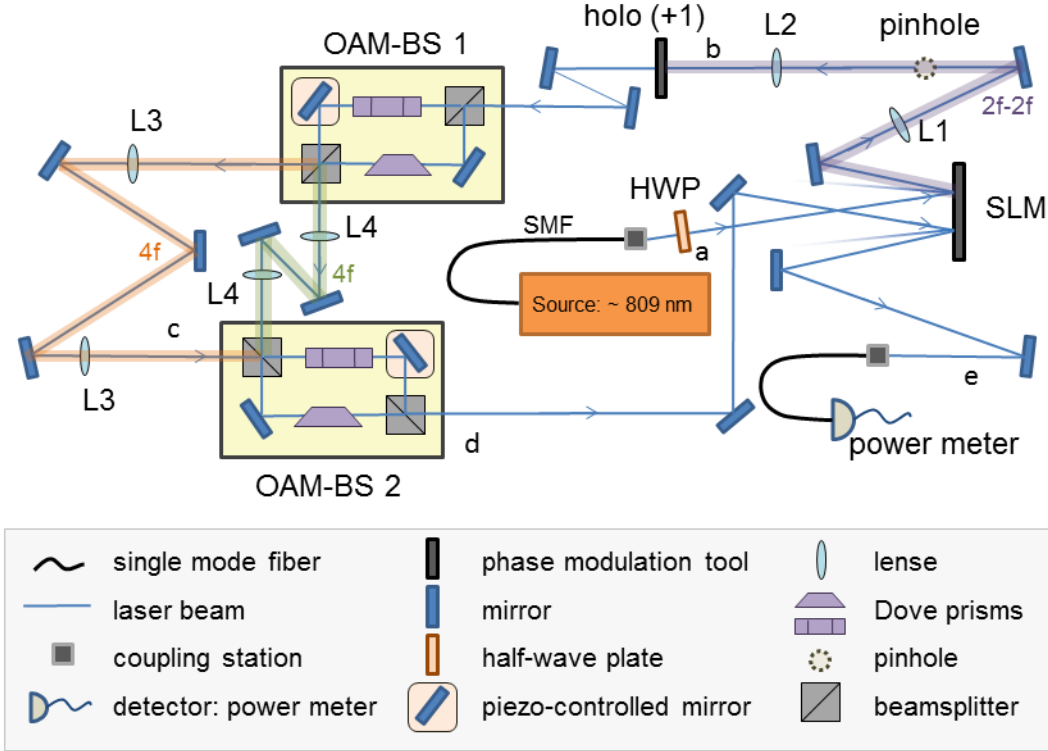 holo (+1)
L2
pinhole
b
OAM-BS 1
2f-2f
L1
L3
HWP
SLM
SMF
L4
a
4f
4f
L4
Source: ~ 809 nm
c
L3
e
d
power meter
OAM-BS 2
single mode fiber
phase modulation tool
lense
laser beam
mirror
Dove prisms
coupling station
half-wave plate
pinhole
detector: power meter
piezo-controlled mirror
beamsplitter